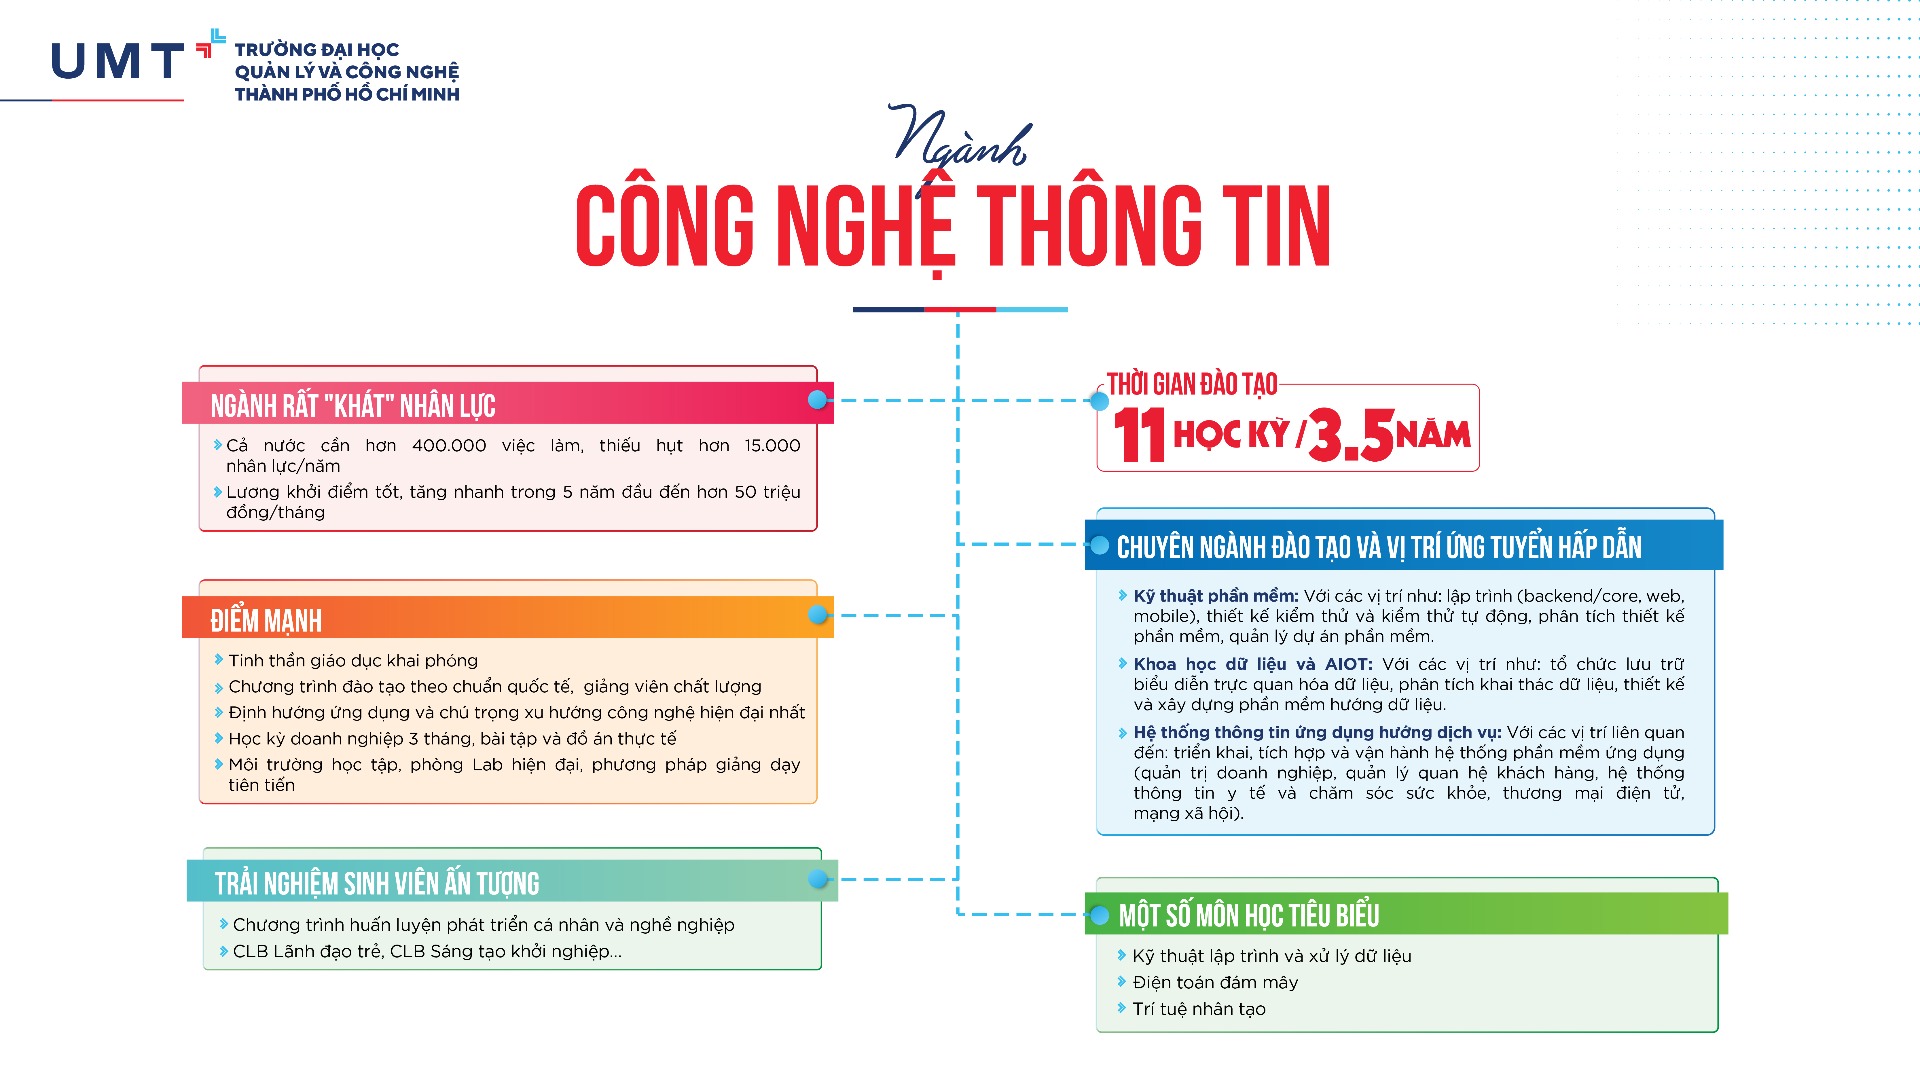 UMT
TRƯỜNG ĐẠI HỌC
QUẢN LÝ VÀ CÔNG NGHỆ
THÀNH PHỐ HỒ CHÍ MINH
Ngành
CÔNG NGHỆ THÔNG TIN
NGÀNH RẤT "KHÁT" NHÂN LỰC
Cả nước cần hơn 400.000 việc làm, thiếu hụt hơn 15.000
nhân lực/năm
Lương khởi điểm tốt, tăng nhanh trong 5 năm đầu đến hơn 50 triệu
đồng/tháng
ĐIỂM MẠNH
Tinh thần giáo dục khai phóng
Chương trình đào tạo theo chuẩn quốc tế, giảng viên chất lượng
Định hướng ứng dụng và chú trọng xu hướng công nghệ hiện đại nhất
Học kỳ doanh nghiệp 3 tháng, bài tập và đồ án thực tế
Môi trường học tập, phòng Lab hiện đại, phương pháp giảng dạy
tiên tiến
TRẢI NGHIỆM SINH VIÊN ẤN TƯỢNG
Chương trình huấn luyện phát triển cá nhân và nghề nghiệp
CLB Lãnh đạo trẻ, CLB Sáng tạo khởi nghiệp...
THỜI GIAN ĐÀO TẠO
11 HỌC KỲ / 3.5 NĂM
CHUYÊN NGÀNH ĐÀO TẠO VÀ VỊ TRÍ ỨNG TUYỂN HẤP DẪN
Kỹ thuật phần mềm: Với các vị trí như: lập trình (backend/core, web,
mobile), thiết kế kiểm thử và kiểm thử tự động, phân tích thiết kế
phần mềm, quản lý dự án phần mềm.
Khoa học dữ liệu và AIOT: Với các vị trí như: tổ chức lưu trữ
biểu diễn trực quan hóa dữ liệu, phân tích khai thác dữ liệu, thiết kế
và xây dựng phần mềm hướng dữ liệu.
Hệ thống thông tin ứng dụng hướng dịch vụ: Với các vị trí liên quan
đến: triển khai, tích hợp và vận hành hệ thống phần mềm ứng dụng
(quản trị doanh nghiệp, quản lý quan hệ khách hàng, hệ thống
thông tin y tế và chăm sóc sức khỏe, thương mại điện tử,
mạng xã hội).
MỘT SỐ MÔN HỌC TIÊU BIỂU
Kỹ thuật lập trình và xử lý dữ liệu
Điện toán đám mây
Trí tuệ nhân tạo